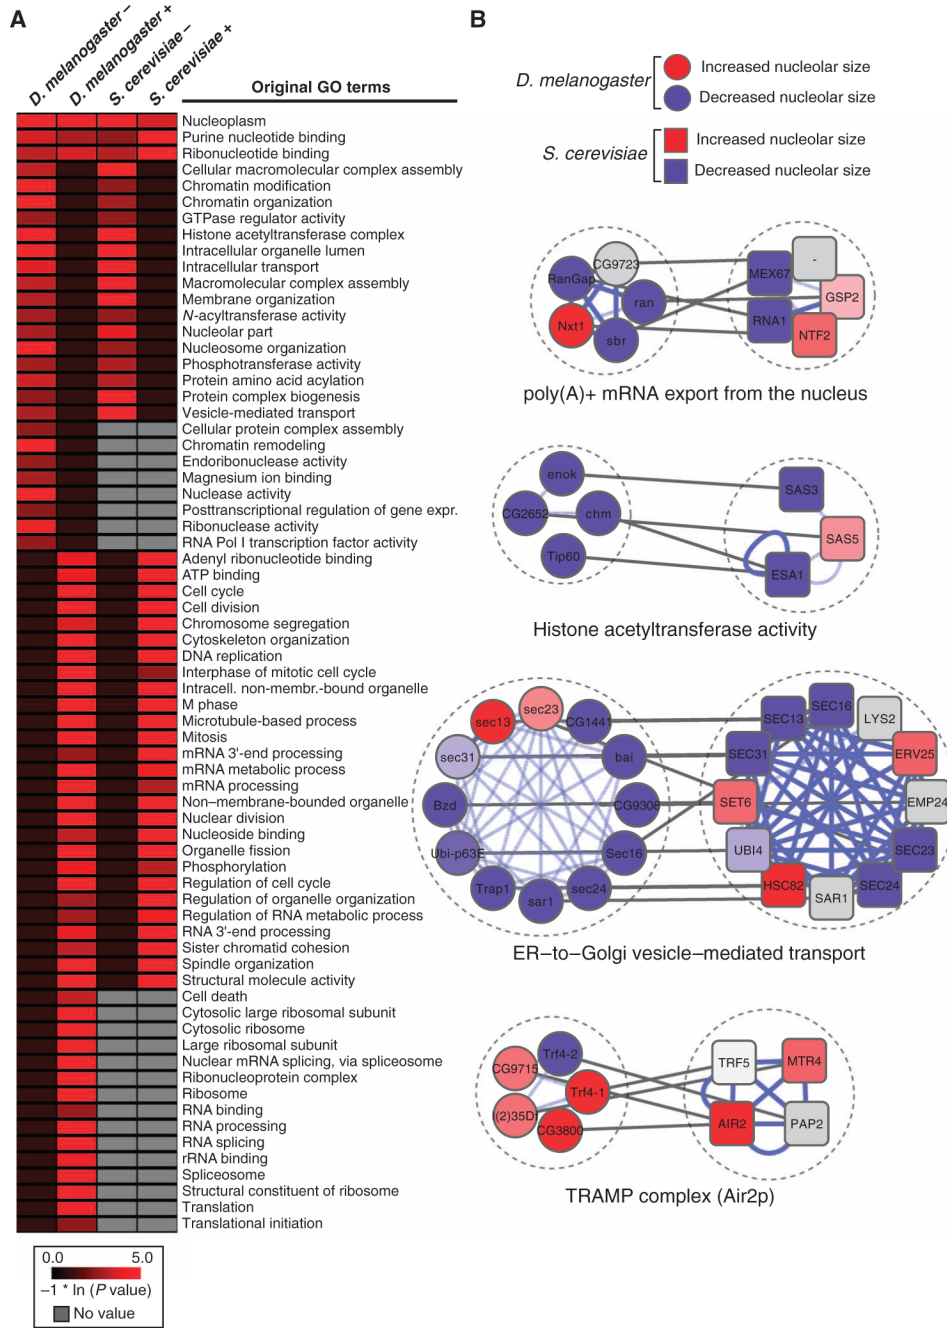 A
D. melanogaster –
D. melanogaster +
S. cerevisiae –
S. cerevisiae +
Original GO terms
Nucleoplasm
Purine nucleotide binding
Ribonucleotide binding
Cellular macromolecular complex assembly
Chromatin modification
Chromatin organization
GTPase regulator activity
Histone acetyltransferase complex
Intracellular organelle lumen
Intracellular transport
Macromolecular complex assembly
Membrane organization
N-acyltransferase activity
Nucleolar part
Nucleosome organization
Phosphotransferase activity
Protein amino acid acylation
Protein complex biogenesis
Vesicle-mediated transport
Cellular protein complex assembly
Chromatin remodeling
Endoribonuclease activity
Magnesium ion binding
Nuclease activity
Posttranscriptional regulation of gene expr.
Ribonuclease activity
RNA Pol I transcription factor activity
Adenyl ribonucleotide binding
ATP binding
Cell cycle
Cell division
Chromosome segregation
Cytoskeleton organization
DNA replication
Interphase of mitotic cell cycle
Intracell. non-membr.-bound organelle
M phase
Microtubule-based process
Mitosis
mRNA 3'-end processing
mRNA metabolic process
mRNA processing
Non–membrane-bounded organelle
Nuclear division
Nucleoside binding
Organelle fission
Phosphorylation
Regulation of cell cycle
Regulation of organelle organization
Regulation of RNA metabolic process
RNA 3'-end processing
Sister chromatid cohesion
Spindle organization
Structural molecule activity
Cell death
Cytosolic large ribosomal subunit
Cytosolic ribosome
Large ribosomal subunit
Nuclear mRNA splicing, via spliceosome
Ribonucleoprotein complex
Ribosome
RNA binding
RNA processing
RNA splicing
rRNA binding
Spliceosome
Structural constituent of ribosome
Translation
Translational initiation
0.0 5.0
–1 * ln (P value)
No value
B
D. melanogaster
Increased nucleolar size
Decreased nucleolar size
S. cerevisiae
Increased nucleolar size
Decreased nucleolar size
CG9723
RanGap
ran
Nxt1
sbr
MEX67
-
GSP2
RNA1
NTF2
poly(A)+ mRNA export from the nucleus
enok
CG2652
chm
Tip60
SAS3
SAS5
ESA1
Histone acetyltransferase activity
sec23
sec13
CG1441
sec31
bai
Bzd
CG9308
Ubi-p63E
Sec16
Trap1
sec24
sar1
SEC16
SEC13
LYS2
SEC31
ERV25
SET6
EMP24
UBI4
SEC23
HSC82
SEC24
SAR1
ER–to–Golgi vesicle–mediated transport
Trf4-2
CG9715
Trf4-1
CG3800
TRF5
MTR4
AIR2
PAP2
TRAMP complex (Air2p)